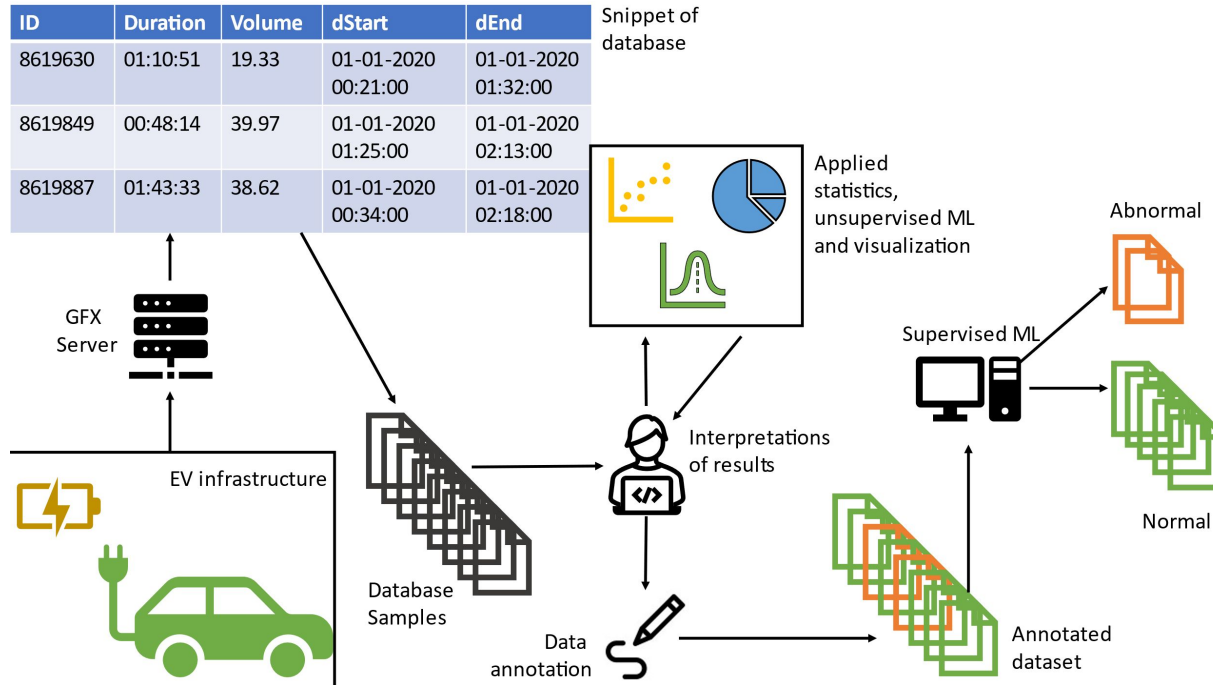 ID Duration Volume dStart dEnd
8619630 01:10:51 19.33 01-01-2020 01-01-2020
00:21:00 01:32:00
8619849 00:48:14 39.97 01-01-2020 01-01-2020
01:25:00 02:13:00
8619887 01:43:33 38.62 01-01-2020 01-01-2020
00:34:00 02:18:00
Snippet of
database
Applied
statistics,
unsupervised ML
and visualization
Abnormal
GFX
Server
Supervised ML
EV infrastructure
Interpretations
of results
</>
Normal
Database
Samples
Data
annotation
Annotated
dataset